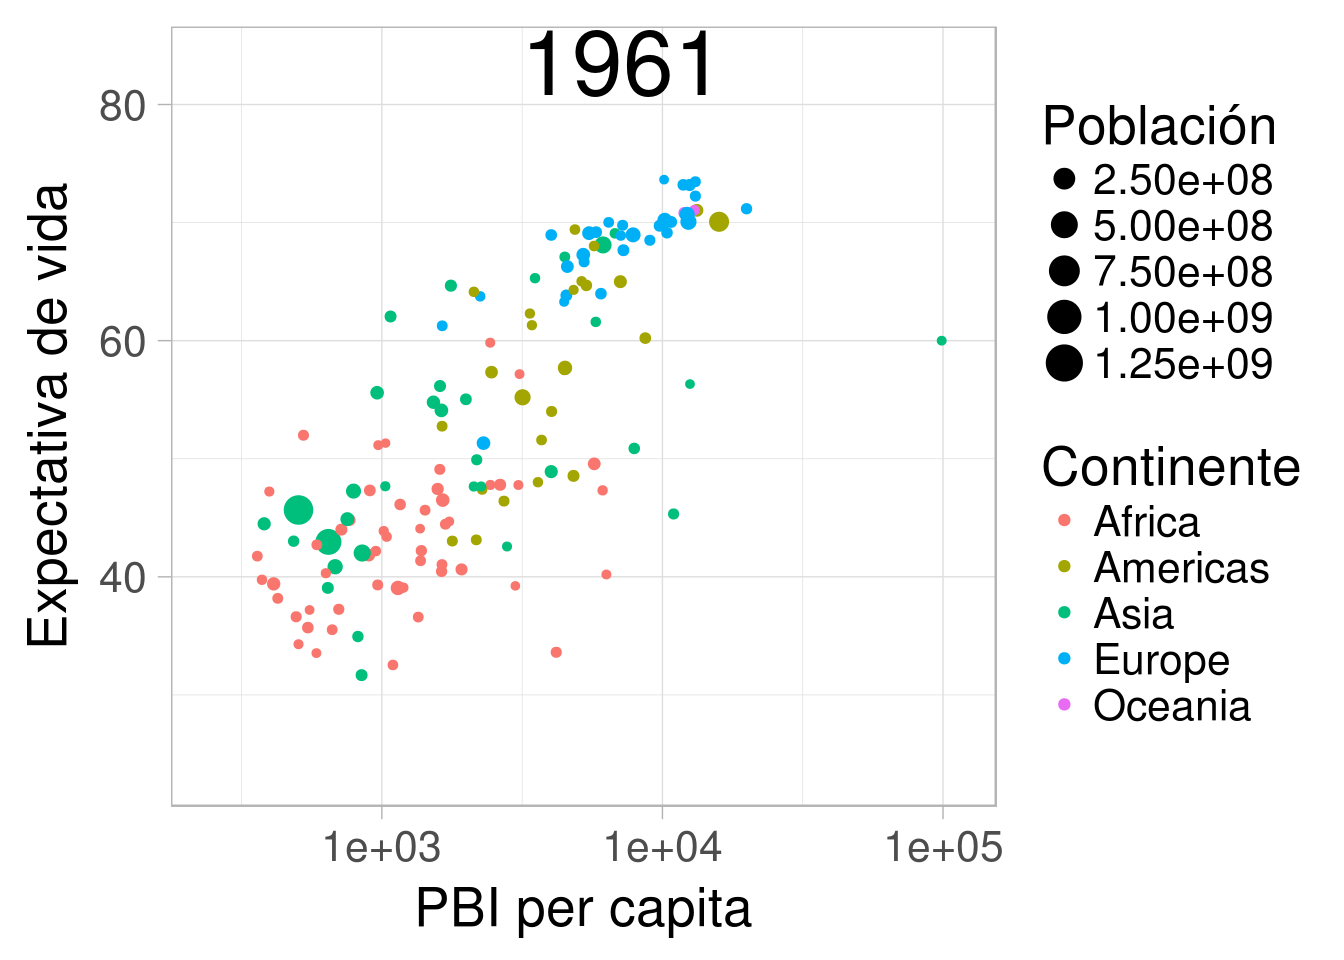 1961
80
60
40
Expectativa de vida
1e+03
1e+04
1e+05
PBI per capita
Población
2.50e+08
5.00e+08
7.50e+08
1.00e+09
1.25e+09
Continente
Africa
Americas
Asia
Europe
Oceania